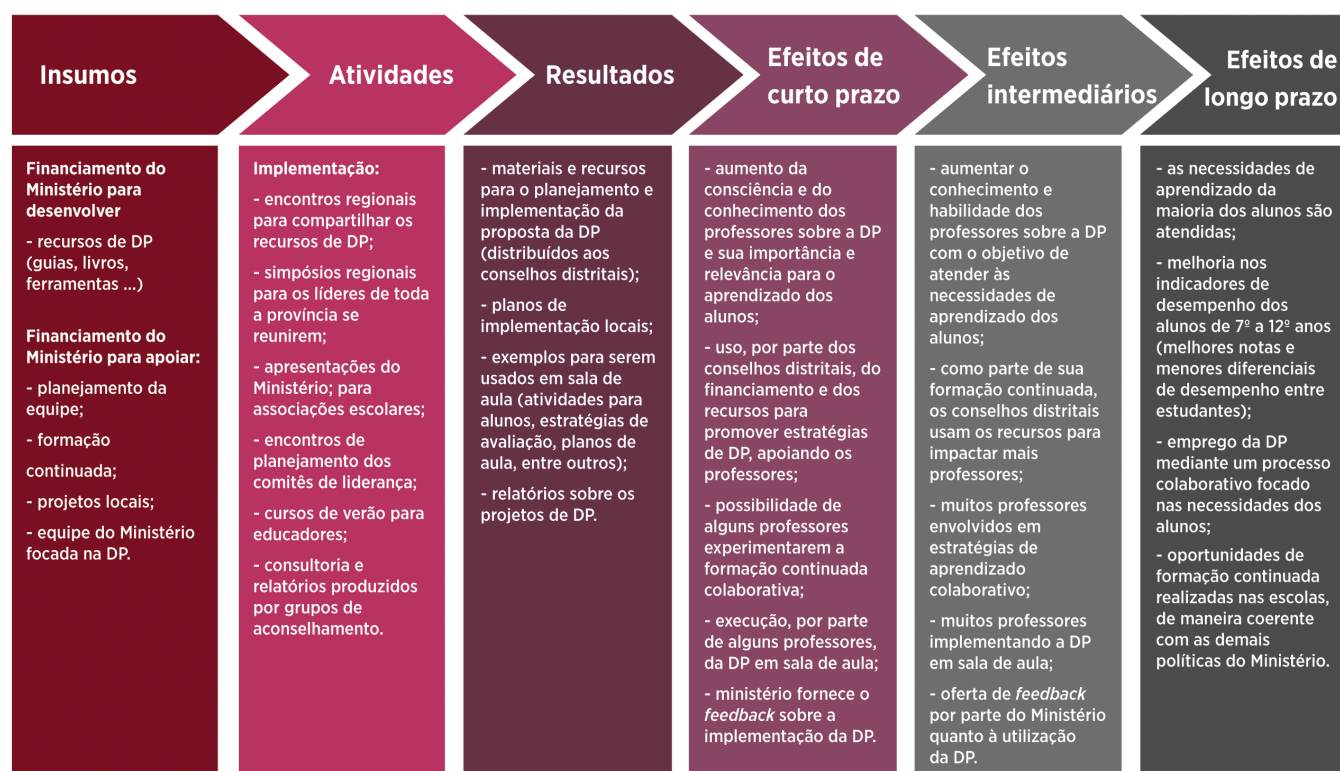 Insumos
Atividades
Resultados
Efeitos de
curto prazo
Efeitos
intermediários
Efeitos de
longo prazo
Financiamento do
Ministério para
desenvolver
- recursos de DP
(guias, livros,
ferramentas ...)
Financiamento do
Ministério para apoiar:
- planejamento da
equipe;
- formação
continuada;
- projetos locais;
- equipe do Ministério
focada na DP.
Implementação:
- encontros regionais
para compartilhar os
recursos de DP;
- simpósios regionais
para os líderes de toda
a província se
reunirem;
- apresentações do
Ministério; para
associações escolares;
- encontros de
planejamento dos
comitês de liderança;
- cursos de verão para
educadores;
- consultoria e
relatórios produzidos
por grupos de
aconselhamento.
- materiais e recursos
para o planejamento e
implementação da
proposta da DP
(distribuídos aos
conselhos distritais);
- planos de
implementação locais;
- exemplos para serem
usados em sala de
aula (atividades para
alunos, estratégias de
avaliação, planos de
aula, entre outros);
- relatórios sobre os
projetos de DP.
- aumento da
consciência e do
conhecimento dos
professores sobre a DP
e sua importância e
relevância para o
aprendizado dos
alunos;
- uso, por parte dos
conselhos distritais, do
financiamento e dos
recursos para
promover estratégias
de DP, apoiando os
professores;
- possibilidade de
alguns professores
experimentarem a
formação continuada
colaborativa;
- execução, por parte
de alguns professores,
da DP em sala de aula;
- ministério fornece o
feedback sobre a
implementação da DP.
- aumentar o
conhecimento e
habilidade dos
professores sobre a DP
com o objetivo de
atender às
necessidades de
aprendizado dos
alunos;
- como parte de sua
formação continuada,
os conselhos distritais
usam os recursos para
impactar mais
professores;
- muitos professores
envolvidos em
estratégias de
aprendizado
colaborativo;
- muitos professores
implementando a DP
em sala de aula;
- oferta de feedback
por parte do Ministério
quanto à utilização
da DP.
- as necessidades de
aprendizado da
maioria dos alunos são
atendidas;
- melhoria nos
indicadores de
desempenho dos
alunos de 7º a 12º anos
(melhores notas e
menores diferenciais
de desempenho entre
estudantes);
- emprego da DP
mediante um processo
colaborativo focado
nas necessidades dos
alunos;
- oportunidades de
formação continuada
realizadas nas escolas,
de maneira coerente
com as demais
políticas do Ministério.